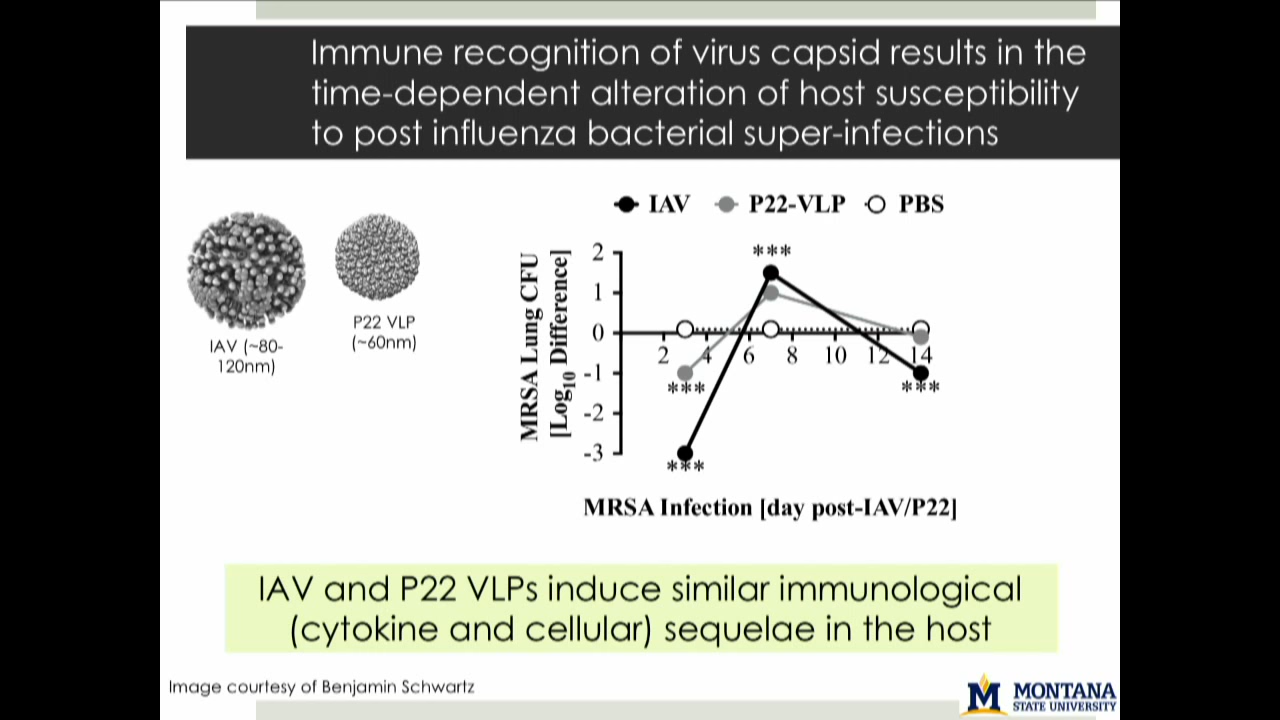 Immune recognition of virus capsid results in the
time-dependent alteration of host susceptibility
to post influenza bacterial super-infections
IAV
P22-VLP
PBS
IAV (~80-
120nm)
P22 VLP
(~60nm)
MRSA Lung CFU
[Log10 Difference]
2
1
0
-1
-2
-3
2
4
6
8
10
12
14
***
***
***
***
MRSA Infection [day post-IAV/P22]
IAV and P22 VLPs induce similar immunological
(cytokine and cellular) sequelae in the host
Image courtesy of Benjamin Schwartz
M
MONTANA
STATE UNIVERSITY